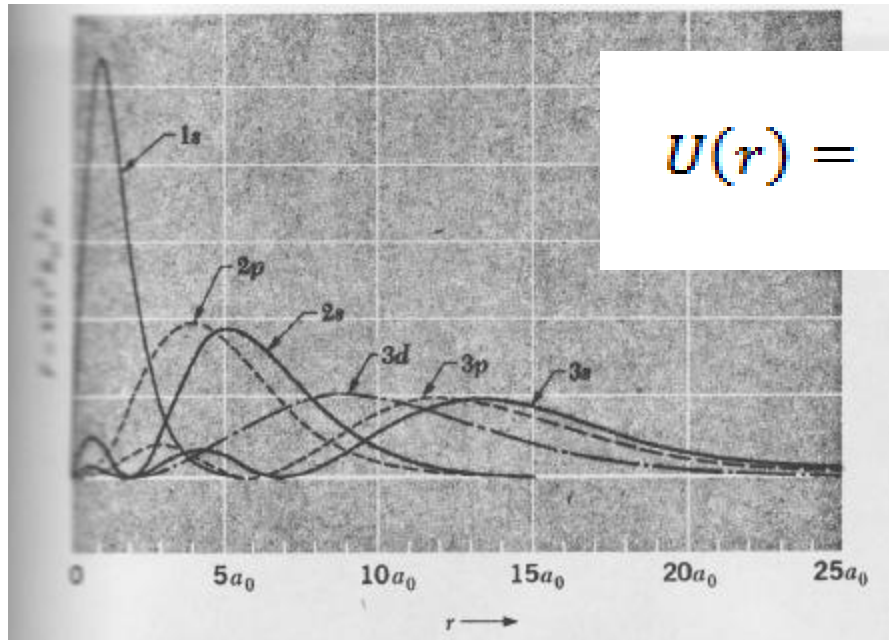 U(r) =
1s
2p
2s
3d
3p
3s
0
5a₀
10a₀
15a₀
20a₀
25a₀
r →